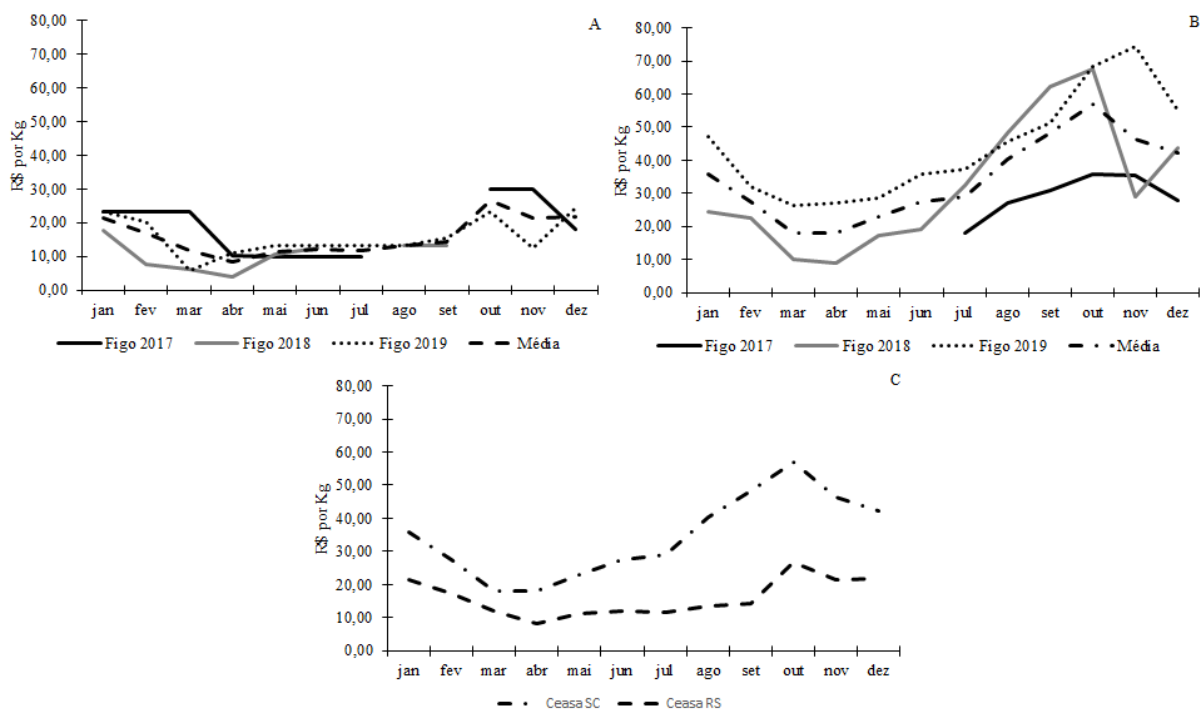 A
R$ por Kg
80,00
70,00
60,00
50,00
40,00
30,00
20,00
10,00
0,00
jan fev mar abr mai jun jul ago set out nov dez
Figo 2017 Figo 2018 Figo 2019 Média
B
R$ por Kg
80,00
70,00
60,00
50,00
40,00
30,00
20,00
10,00
0,00
jan fev mar abr mai jun jul ago set out nov dez
Figo 2017 Figo 2018 Figo 2019 Média
C
R$ por Kg
80,00
70,00
60,00
50,00
40,00
30,00
20,00
10,00
0,00
jan fev mar abr mai jun jul ago set out nov dez
Ceasa SC Ceasa RS